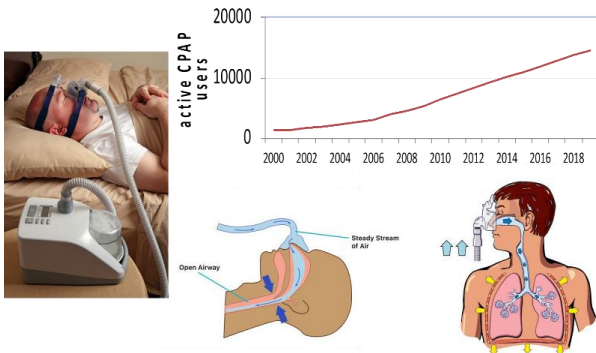 20000
active CPAP
users
10000
0
2000 2002 2004 2006 2008 2010 2012 2014 2016 2018
Steady Stream
of Air
Open Airway